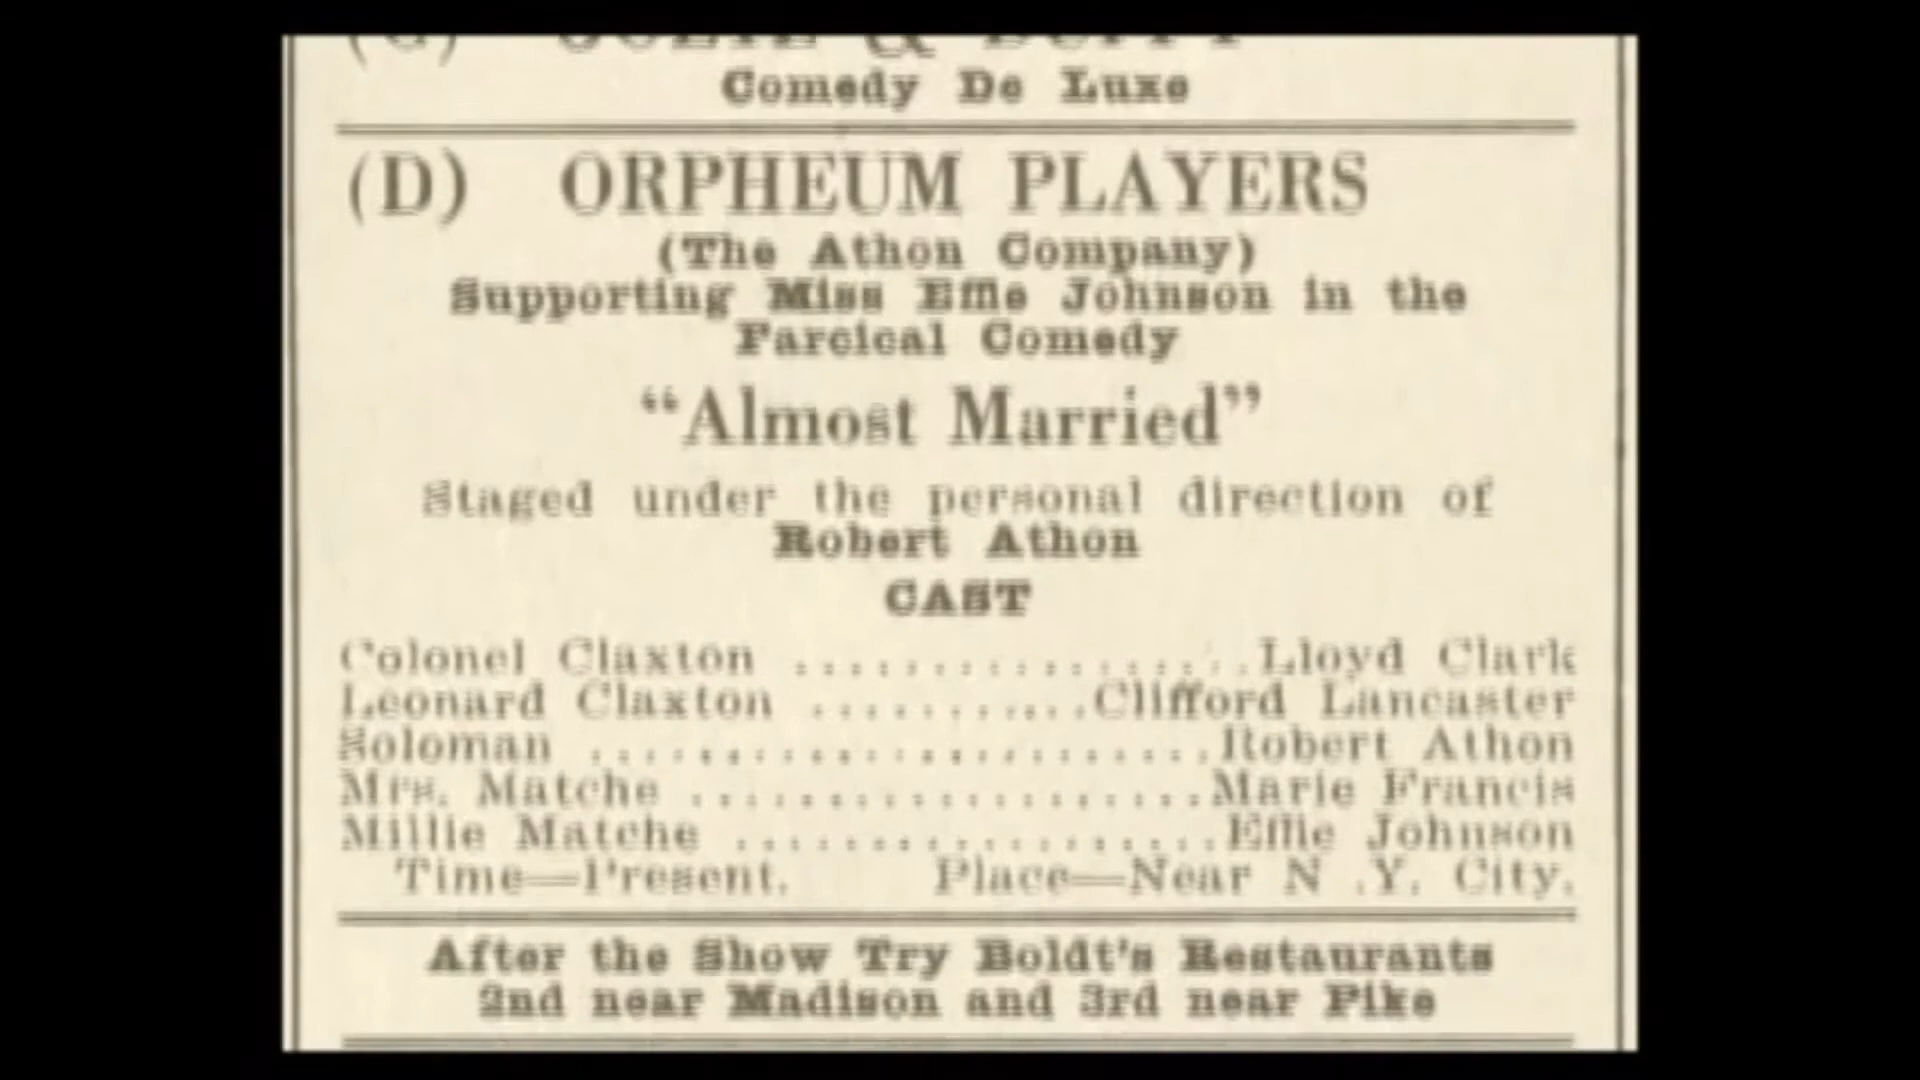 Comedy De Luxe
(D) ORPHEUM PLAYERS
(The Athon Company)
Supporting Miss Effie Johnson in the
Farcical Comedy
"Almost Married"
Staged under the personal direction of
Robert Athon
CAST
Colonel Claxton ..................Lloyd Clark
Leonard Claxton ...........Clifford Lancaster
Soloman .......................Robert Athon
Mrs. Matche ...................Marie Francis
Millie Matche ..................Effie Johnson
Time—Present. Place—Near N .Y. City.
After the Show Try Boldt's Restaurants
2nd near Madison and 3rd near Pike